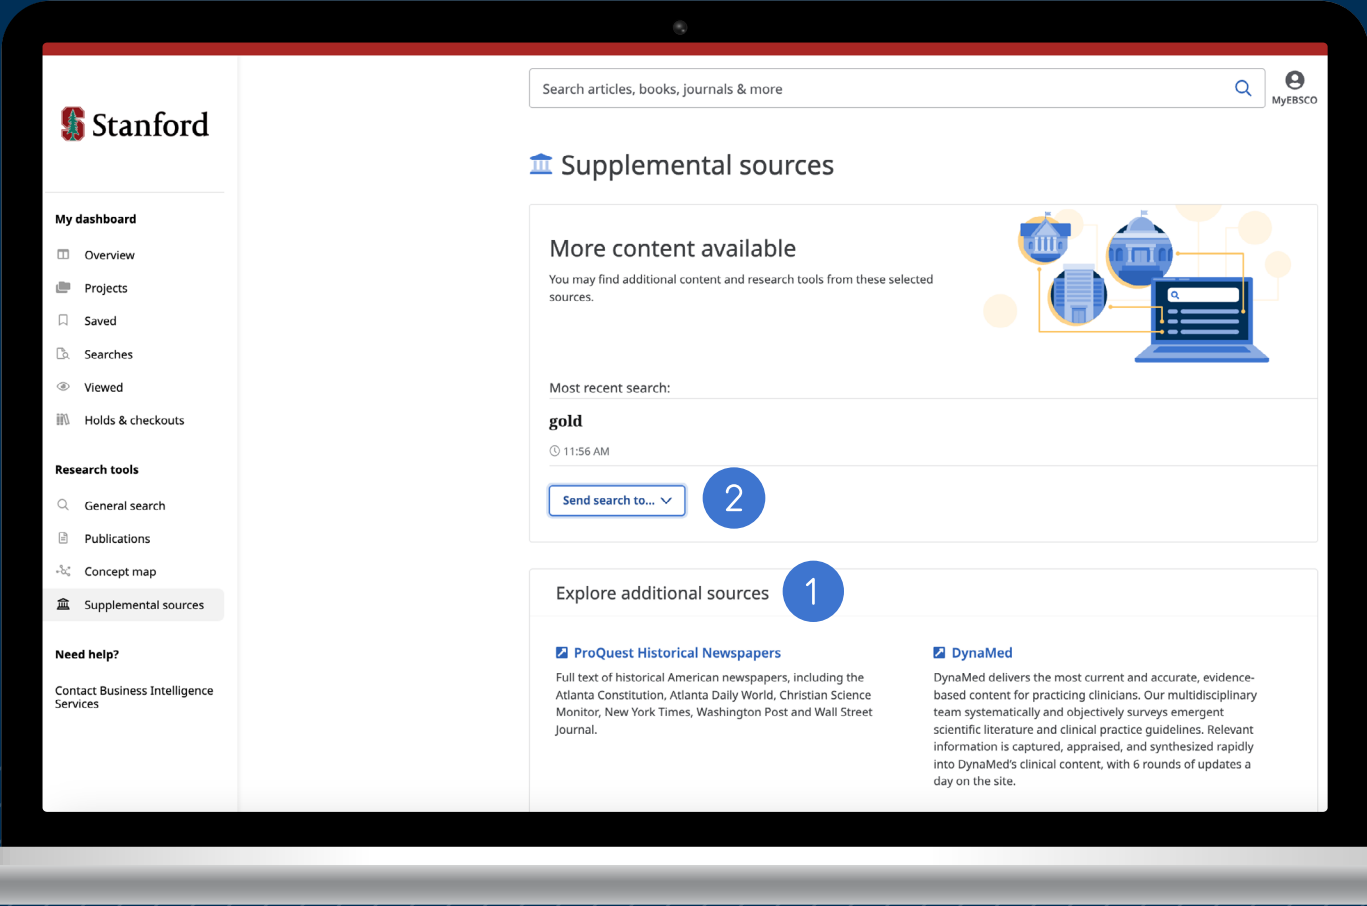 Stanford
My dashboard
Overview
Projects
Saved
Searches
Viewed
Holds & checkouts
Research tools
General search
Publications
Concept map
Supplemental sources
Need help?
Contact Business Intelligence
Services
Search articles, books, journals & more
MyEBSCO
Supplemental sources
More content available
You may find additional content and research tools from these selected
sources.
Most recent search:
gold
11:56 AM
Send search to...
2
Explore additional sources
1
ProQuest Historical Newspapers
Full text of historical American newspapers, including the
Atlanta Constitution, Atlanta Daily World, Christian Science
Monitor, New York Times, Washington Post and Wall Street
Journal.
DynaMed
DynaMed delivers the most current and accurate, evidence-
based content for practicing clinicians. Our multidisciplinary
team systematically and objectively surveys emergent
scientific literature and clinical practice guidelines. Relevant
information is captured, appraised, and synthesized rapidly
into DynaMed's clinical content, with 6 rounds of updates a
day on the site.